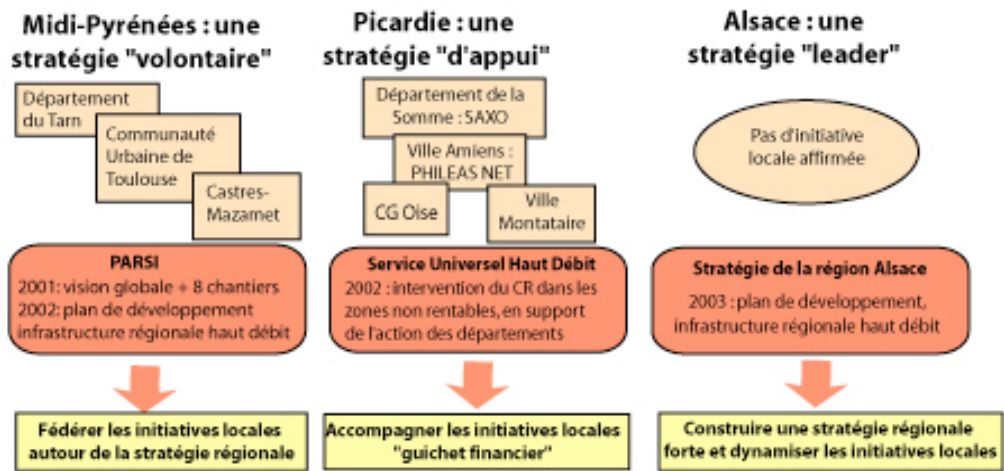 Midi-Pyrénées : une
stratégie "volontaire"
Département
du Tarn
Communauté
Urbaine de
Toulouse
Castres-
Mazamet
PARSI
2001: vision globale + 8 chantiers
2002: plan de développement
infrastructure régionale haut débit
Fédérer les initiatives locales
autour de la stratégie régionale
Picardie : une
stratégie "d'appui"
Département de la
Somme : SAXO
Ville Amiens :
PHILEAS NET
CG Oise
Ville
Montataire
Service Universel Haut Débit
2002 : intervention du CR dans les
zones non rentables, en support
de l'action des départements
Accompagner les initiatives locales
"guichet financier"
Alsace : une
stratégie "leader"
Pas d'initiative
locale affirmée
Stratégie de la région Alsace
2003 : plan de développement,
infrastructure régionale haut débit
Construire une stratégie régionale
forte et dynamiser les initiatives locales